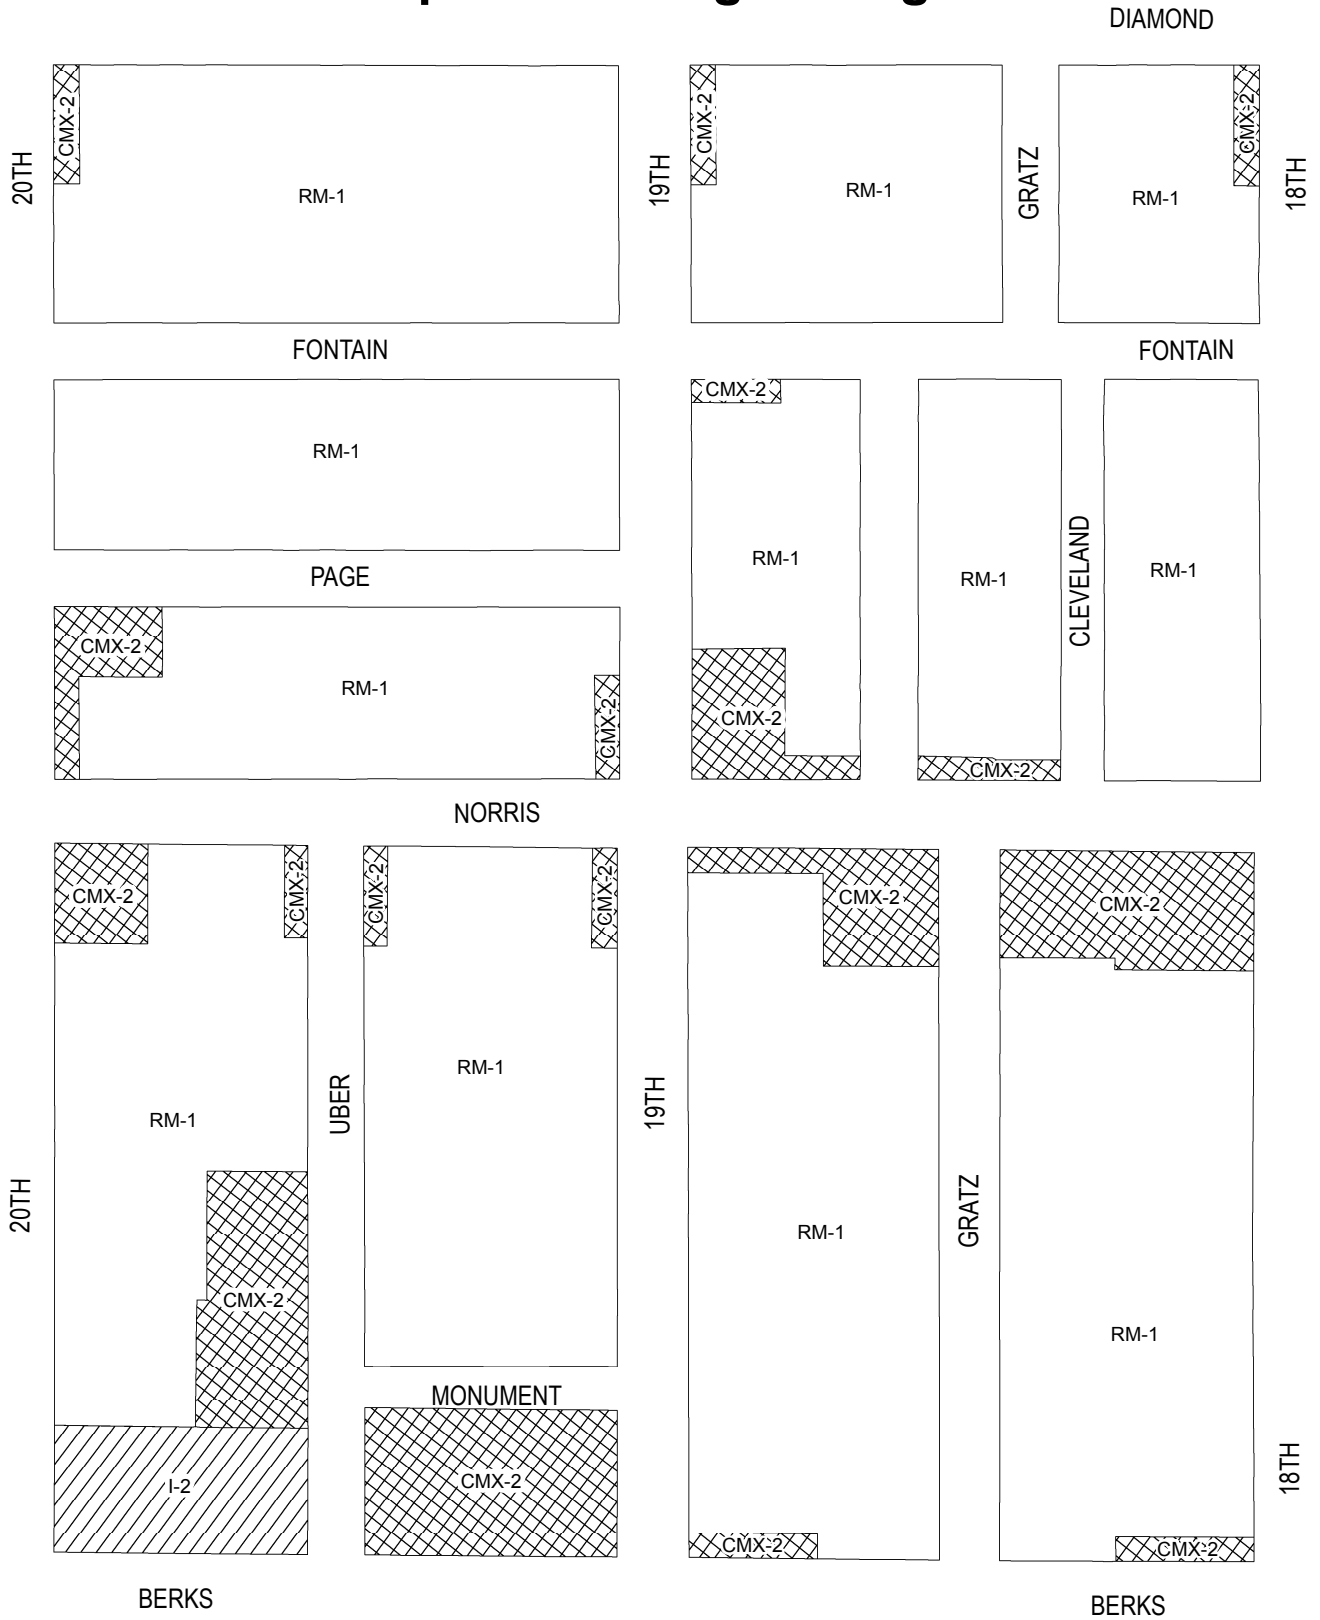 DIAMOND
CMX-2
CMX-2
CMX-2
20TH
RM-1
19TH
RM-1
GRATZ
RM-1
18TH
FONTAIN
FONTAIN
CMX-2
RM-1
RM-1
RM-1
RM-1
CLEVELAND
PAGE
CMX-2
RM-1
CMX-2
CMX-2
CMX-2
NORRIS
CMX-2
CMX-2
CMX-2
CMX-2
CMX-2
CMX-2
RM-1
RM-1
UBER
19TH
20TH
GRATZ
RM-1
CMX-2
RM-1
MONUMENT
I-2
CMX-2
18TH
CMX-2
CMX-2
BERKS
BERKS